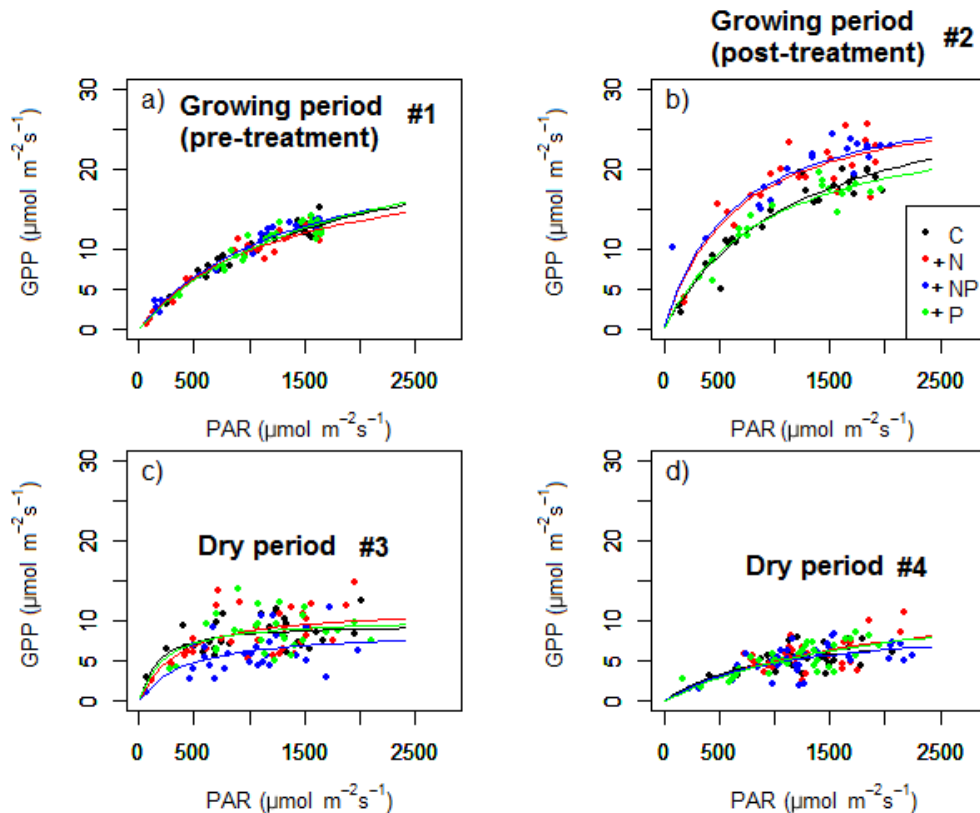 Growing period #2
(post-treatment)
a) Growing period #1
(pre-treatment)
GPP (µmol m⁻²s⁻¹)
0 5 10 20 30
0 500 1500 2500
PAR (µmol m⁻²s⁻¹)
b)
GPP (µmol m⁻²s⁻¹)
0 5 10 20 30
C
+ N
+ NP
+ P
0 500 1500 2500
PAR (µmol m⁻²s⁻¹)
c)
Dry period #3
GPP (µmol m⁻²s⁻¹)
0 5 10 20 30
0 500 1500 2500
PAR (µmol m⁻²s⁻¹)
d)
Dry period #4
GPP (µmol m⁻²s⁻¹)
0 5 10 20 30
0 500 1500 2500
PAR (µmol m⁻²s⁻¹)